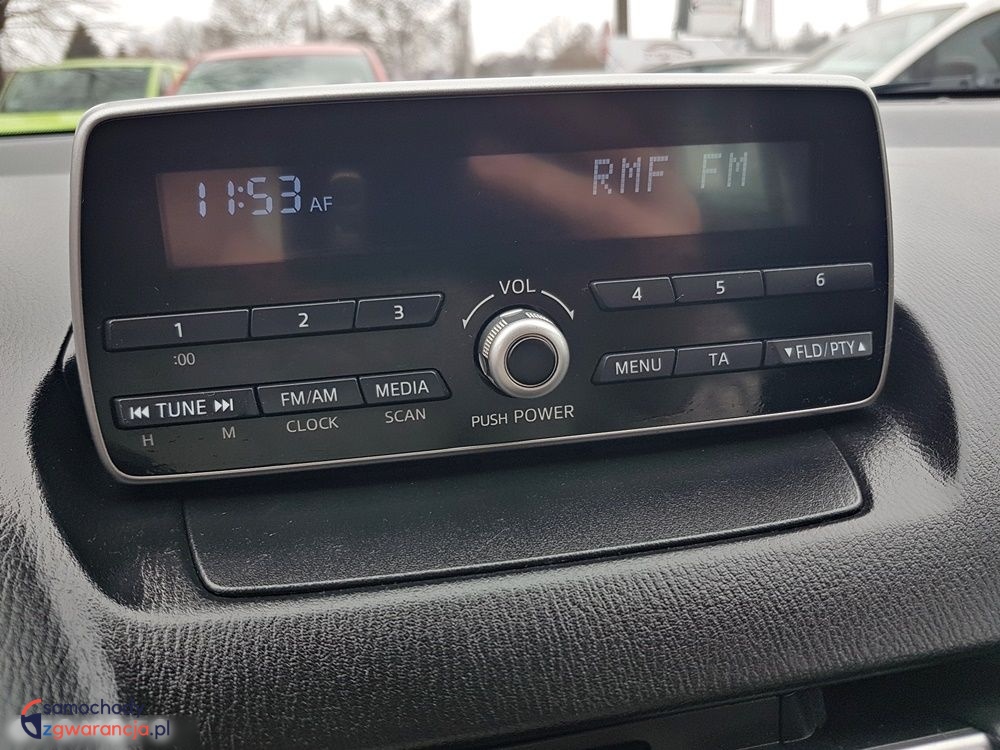 11:53 AF
RMF FM
VOL
1 2 3
:00
4 5 6
TUNE FM/AM MEDIA
H M CLOCK SCAN
PUSH POWER
MENU TA ▼FLD/PTY▲
samochody
zgwarancja.pl